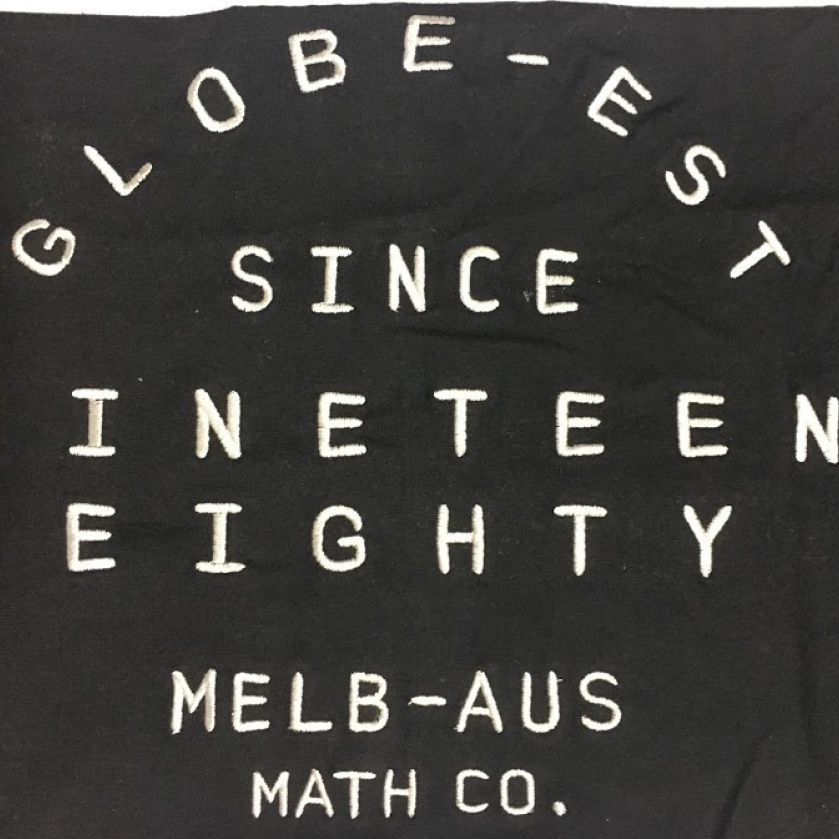 GLOBE-EST
SINCE
INETEEN
EIGHTY
MELB-AUS
MATH CO.